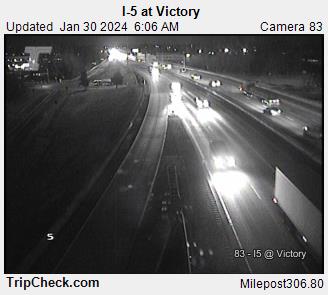 I-5 at Victory
Updated Jan 30 2024 6:06 AM Camera 83
T
S
83 - I5 @ Victory
TripCheck.com Milepost306.80